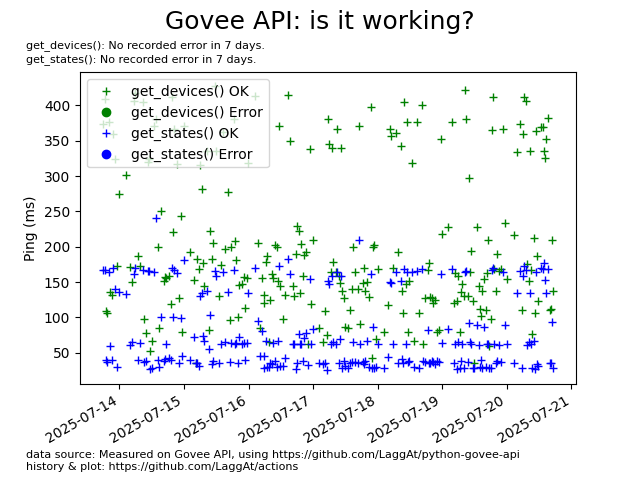 Govee API: is it working?
get_devices(): No recorded error in 7 days.
get_states(): No recorded error in 7 days.
get_devices() OK
get_devices() Error
get_states() OK
get_states() Error
Ping (ms)
400
350
300
250
200
150
100
50
2025-07-14
2025-07-15
2025-07-16
2025-07-17
2025-07-18
2025-07-19
2025-07-20
2025-07-21
data source: Measured on Govee API, using https://github.com/LaggAt/python-govee-api
history & plot: https://github.com/LaggAt/actions